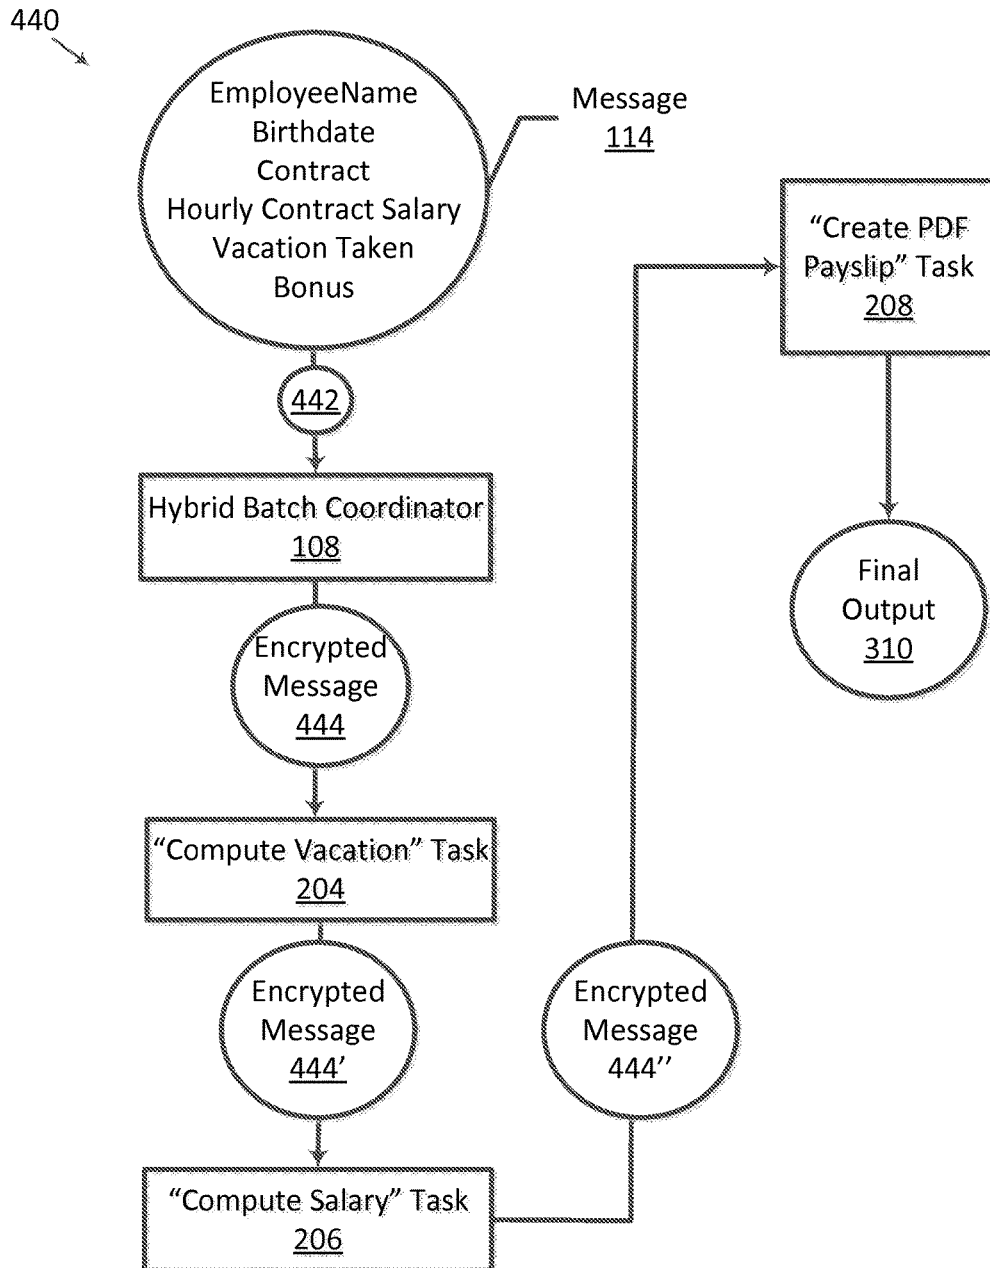 440
EmployeeName
Birthdate
Contract
Hourly Contract Salary
Vacation Taken
Bonus
Message
114
442
Hybrid Batch Coordinator
108
Encrypted
Message
444
“Compute Vacation” Task
204
Encrypted
Message
444’
“Compute Salary” Task
206
Encrypted
Message
444’’
“Create PDF
Payslip” Task
208
Final
Output
310